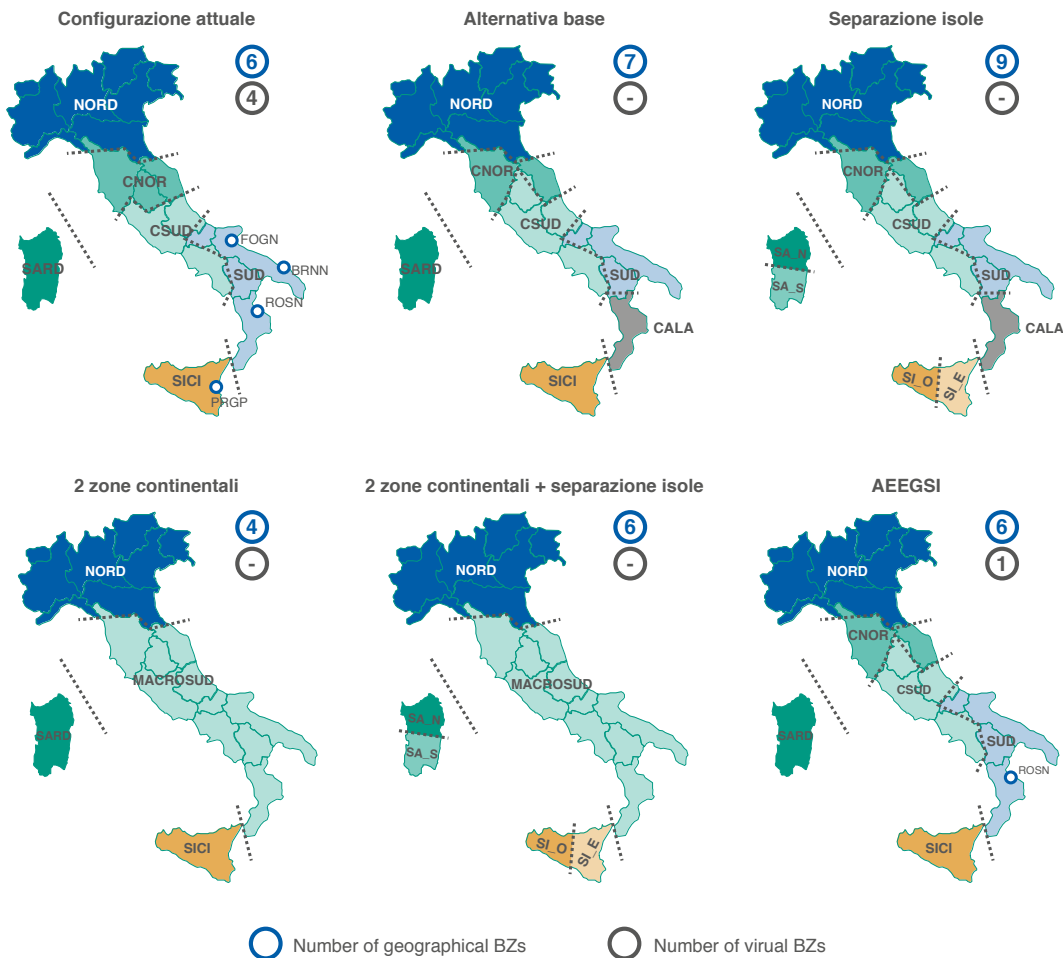 Configurazione attuale
6
4
NORD
CNOR
CSUD
FOGN
BRNN
SUD
ROSN
SARD
SICI
PRGP
Alternativa base
7
-
NORD
CNOR
CSUD
SUD
SARD
CALA
SICI
Separazione isole
9
-
NORD
CNOR
CSUD
SA_N
SA_S
SUD
CALA
SI_O
SI_E
2 zone continentali
4
-
NORD
MACROSUD
SARD
SICI
2 zone continentali + separazione isole
6
-
NORD
MACROSUD
SA_N
SA_S
SI_O
SI_E
AEEGSI
6
1
NORD
CNOR
CSUD
SARD
SUD
ROSN
SICI
Number of geographical BZs
Number of virual BZs